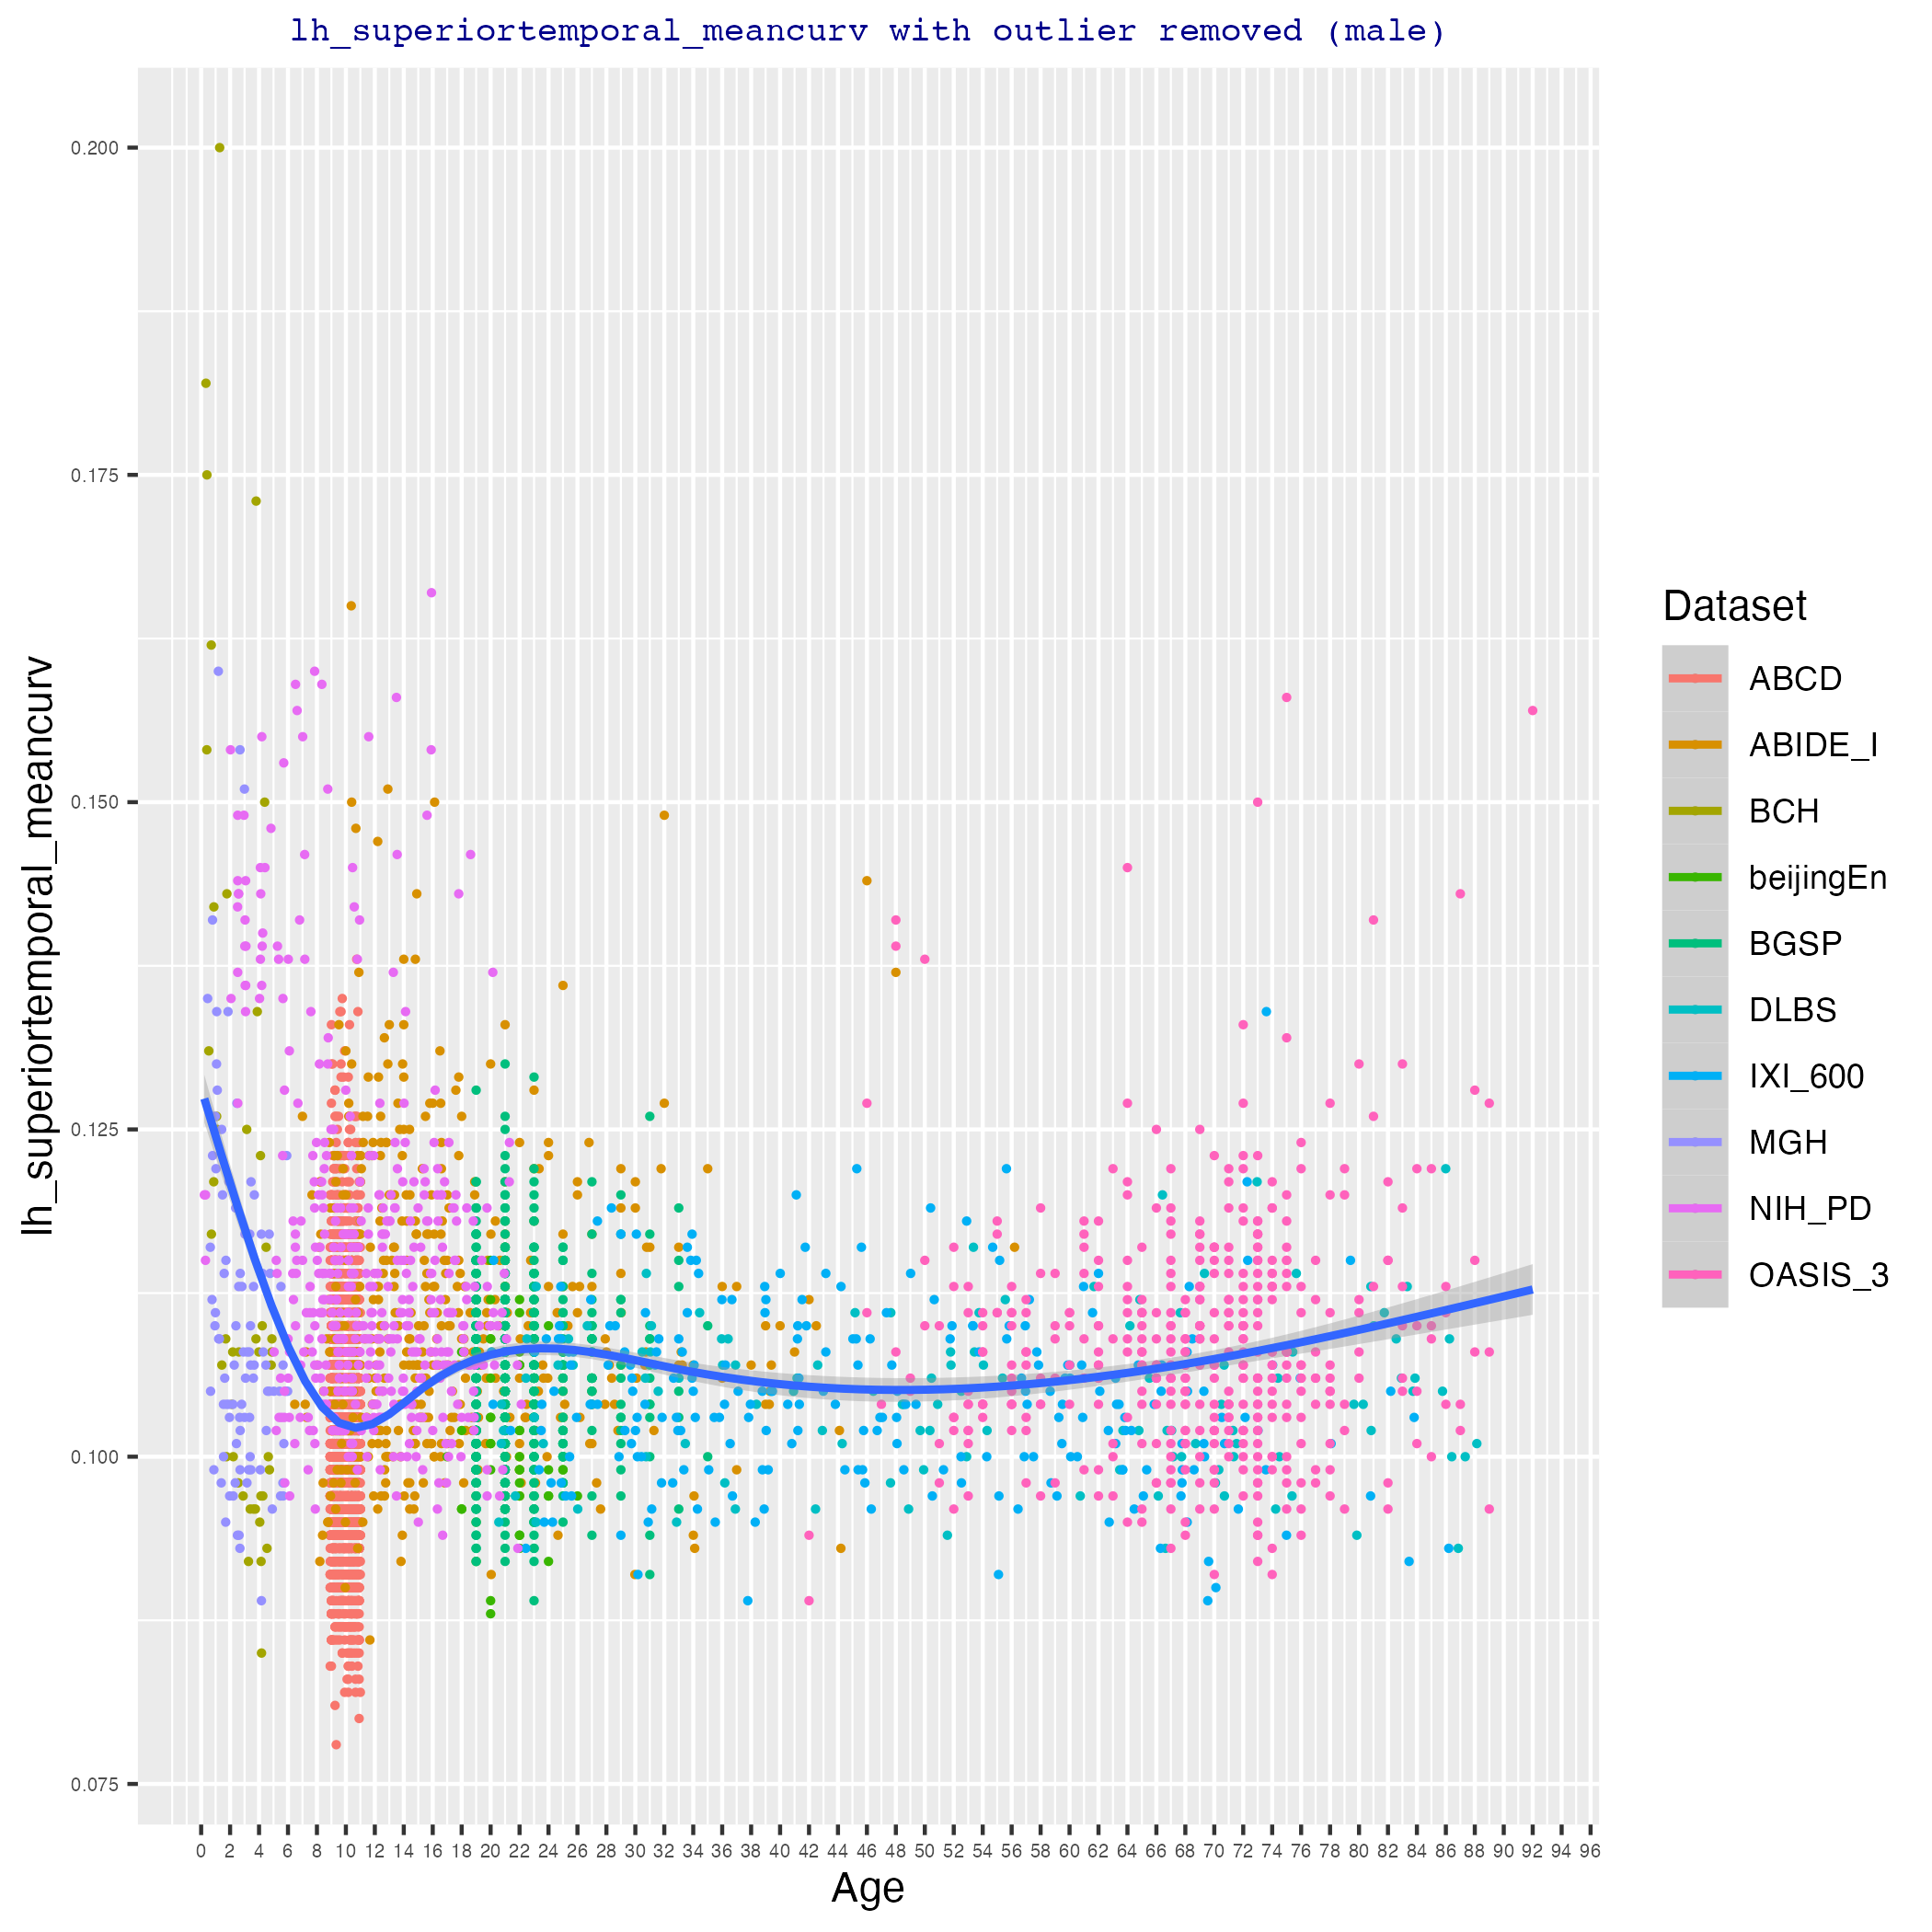 lh_superiortemporal_meancurv with outlier removed (male)
lh_superiortemporal_meancurv
0.200
0.175
0.150
0.125
0.100
0.075
0 2 4 6 8 10 12 14 16 18 20 22 24 26 28 30 32 34 36 38 40 42 44 46 48 50 52 54 56 58 60 62 64 66 68 70 72 74 76 78 80 82 84 86 88 90 92 94 96
Age
Dataset
ABCD
ABIDE_I
BCH
beijingEn
BGSP
DLBS
IXI_600
MGH
NIH_PD
OASIS_3